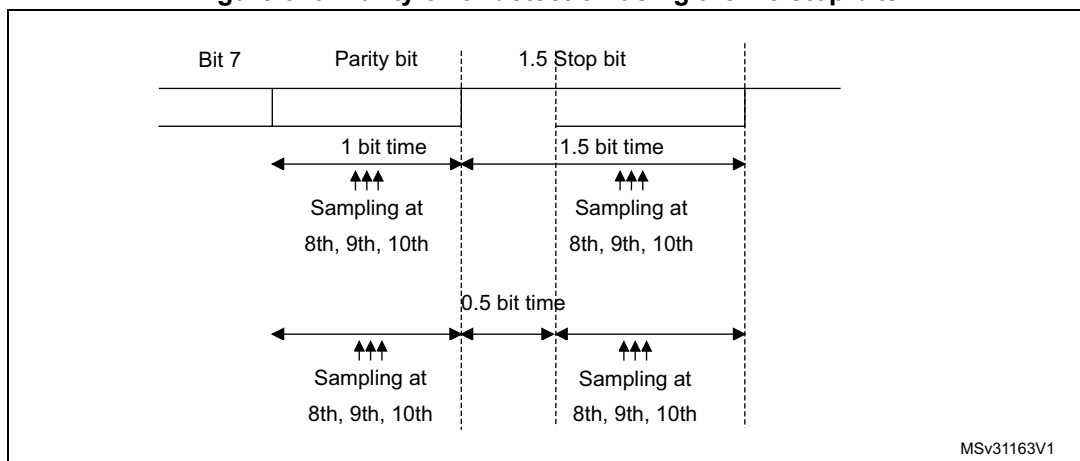 Bit 7 Parity bit 1.5 Stop bit
1 bit time 1.5 bit time
Sampling at Sampling at
8th, 9th, 10th 8th, 9th, 10th
0.5 bit time
Sampling at Sampling at
8th, 9th, 10th 8th, 9th, 10th
MSv31163V1